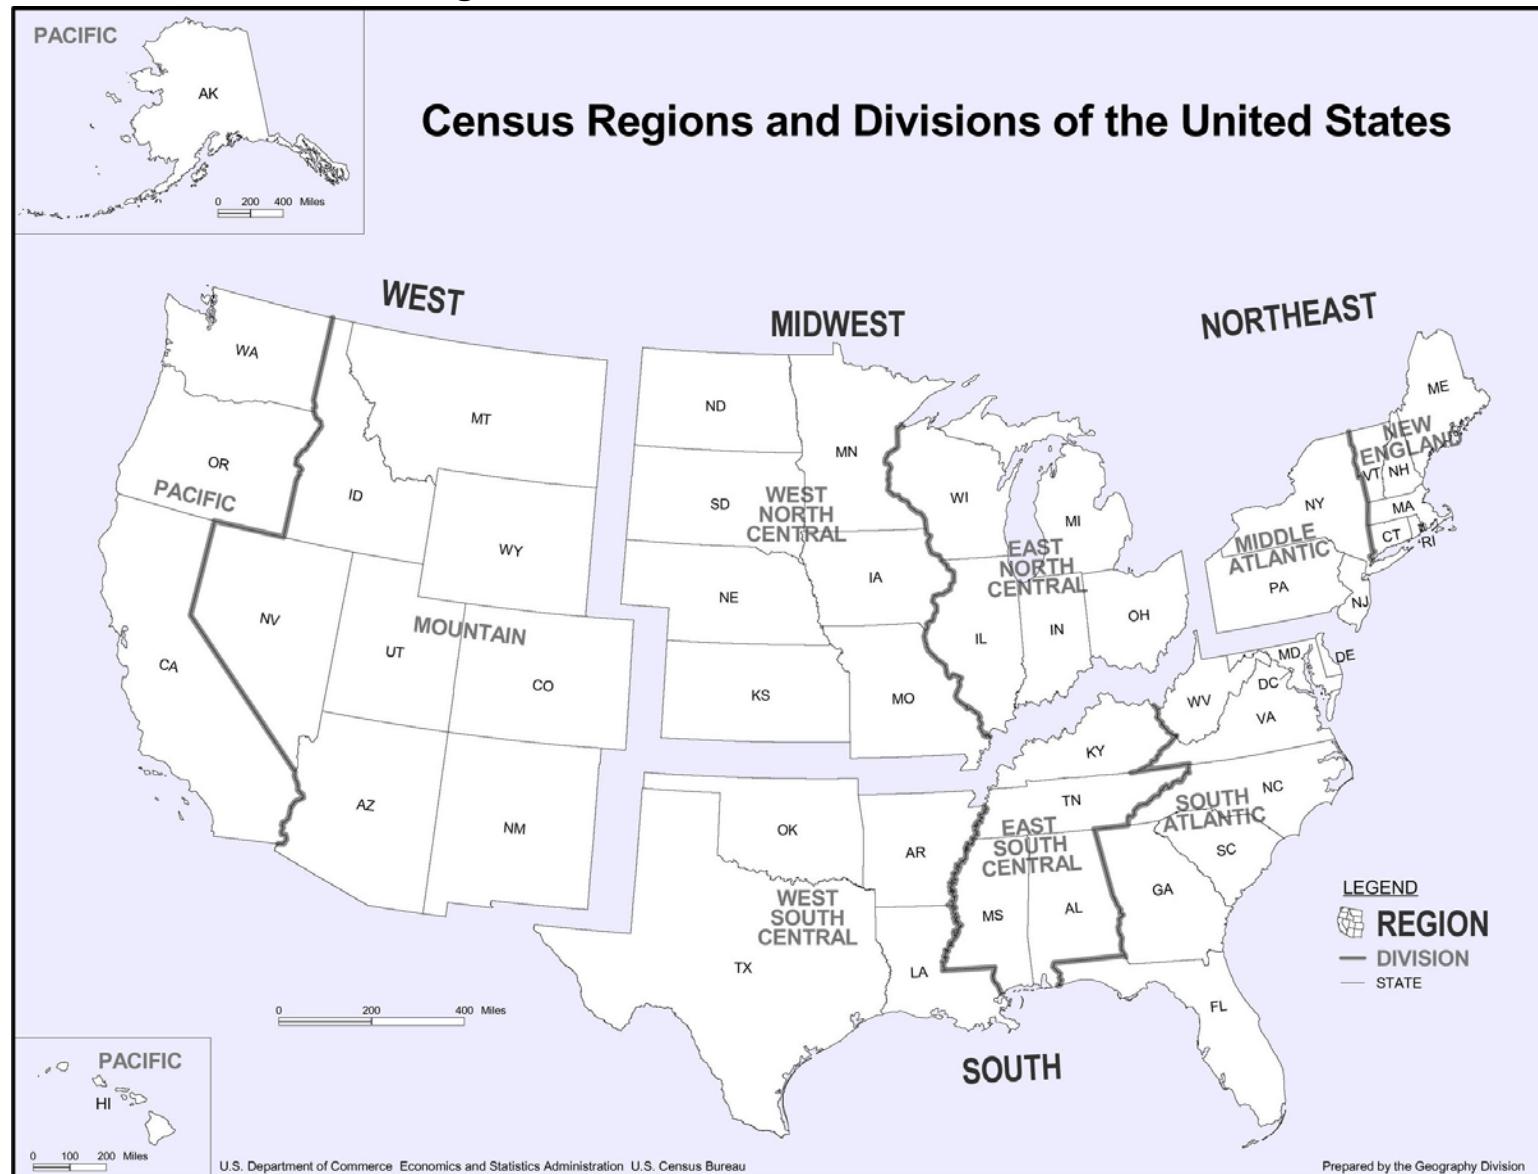 PACIFIC
AK
0 200 400 Miles
Census Regions and Divisions of the United States
WEST
MIDWEST
NORTHEAST
WA
MT
OR
PACIFIC
ID
WY
NV
MOUNTAIN
UT
CA
CO
AZ
NM
ND
MN
SD
WEST
NORTH
CENTRAL
IA
NE
KS
MO
WI
MI
EAST
NORTH
CENTRAL
OH
IL
IN
ME
NEW
ENGLAND
VT
NH
NY
MA
MIDDLE
ATLANTIC
CT
RI
PA
NJ
MD
DE
WV
DC
VA
KY
NC
TN
SOUTH
ATLANTIC
EAST
SOUTH
CENTRAL
SC
OK
AR
GA
WEST
SOUTH
CENTRAL
MS
AL
TX
LA
FL
SOUTH
LEGEND
REGION
DIVISION
STATE
0 200 400 Miles
PACIFIC
HI
0 100 200 Miles
U.S. Department of Commerce Economics and Statistics Administration U.S. Census Bureau
Prepared by the Geography Division